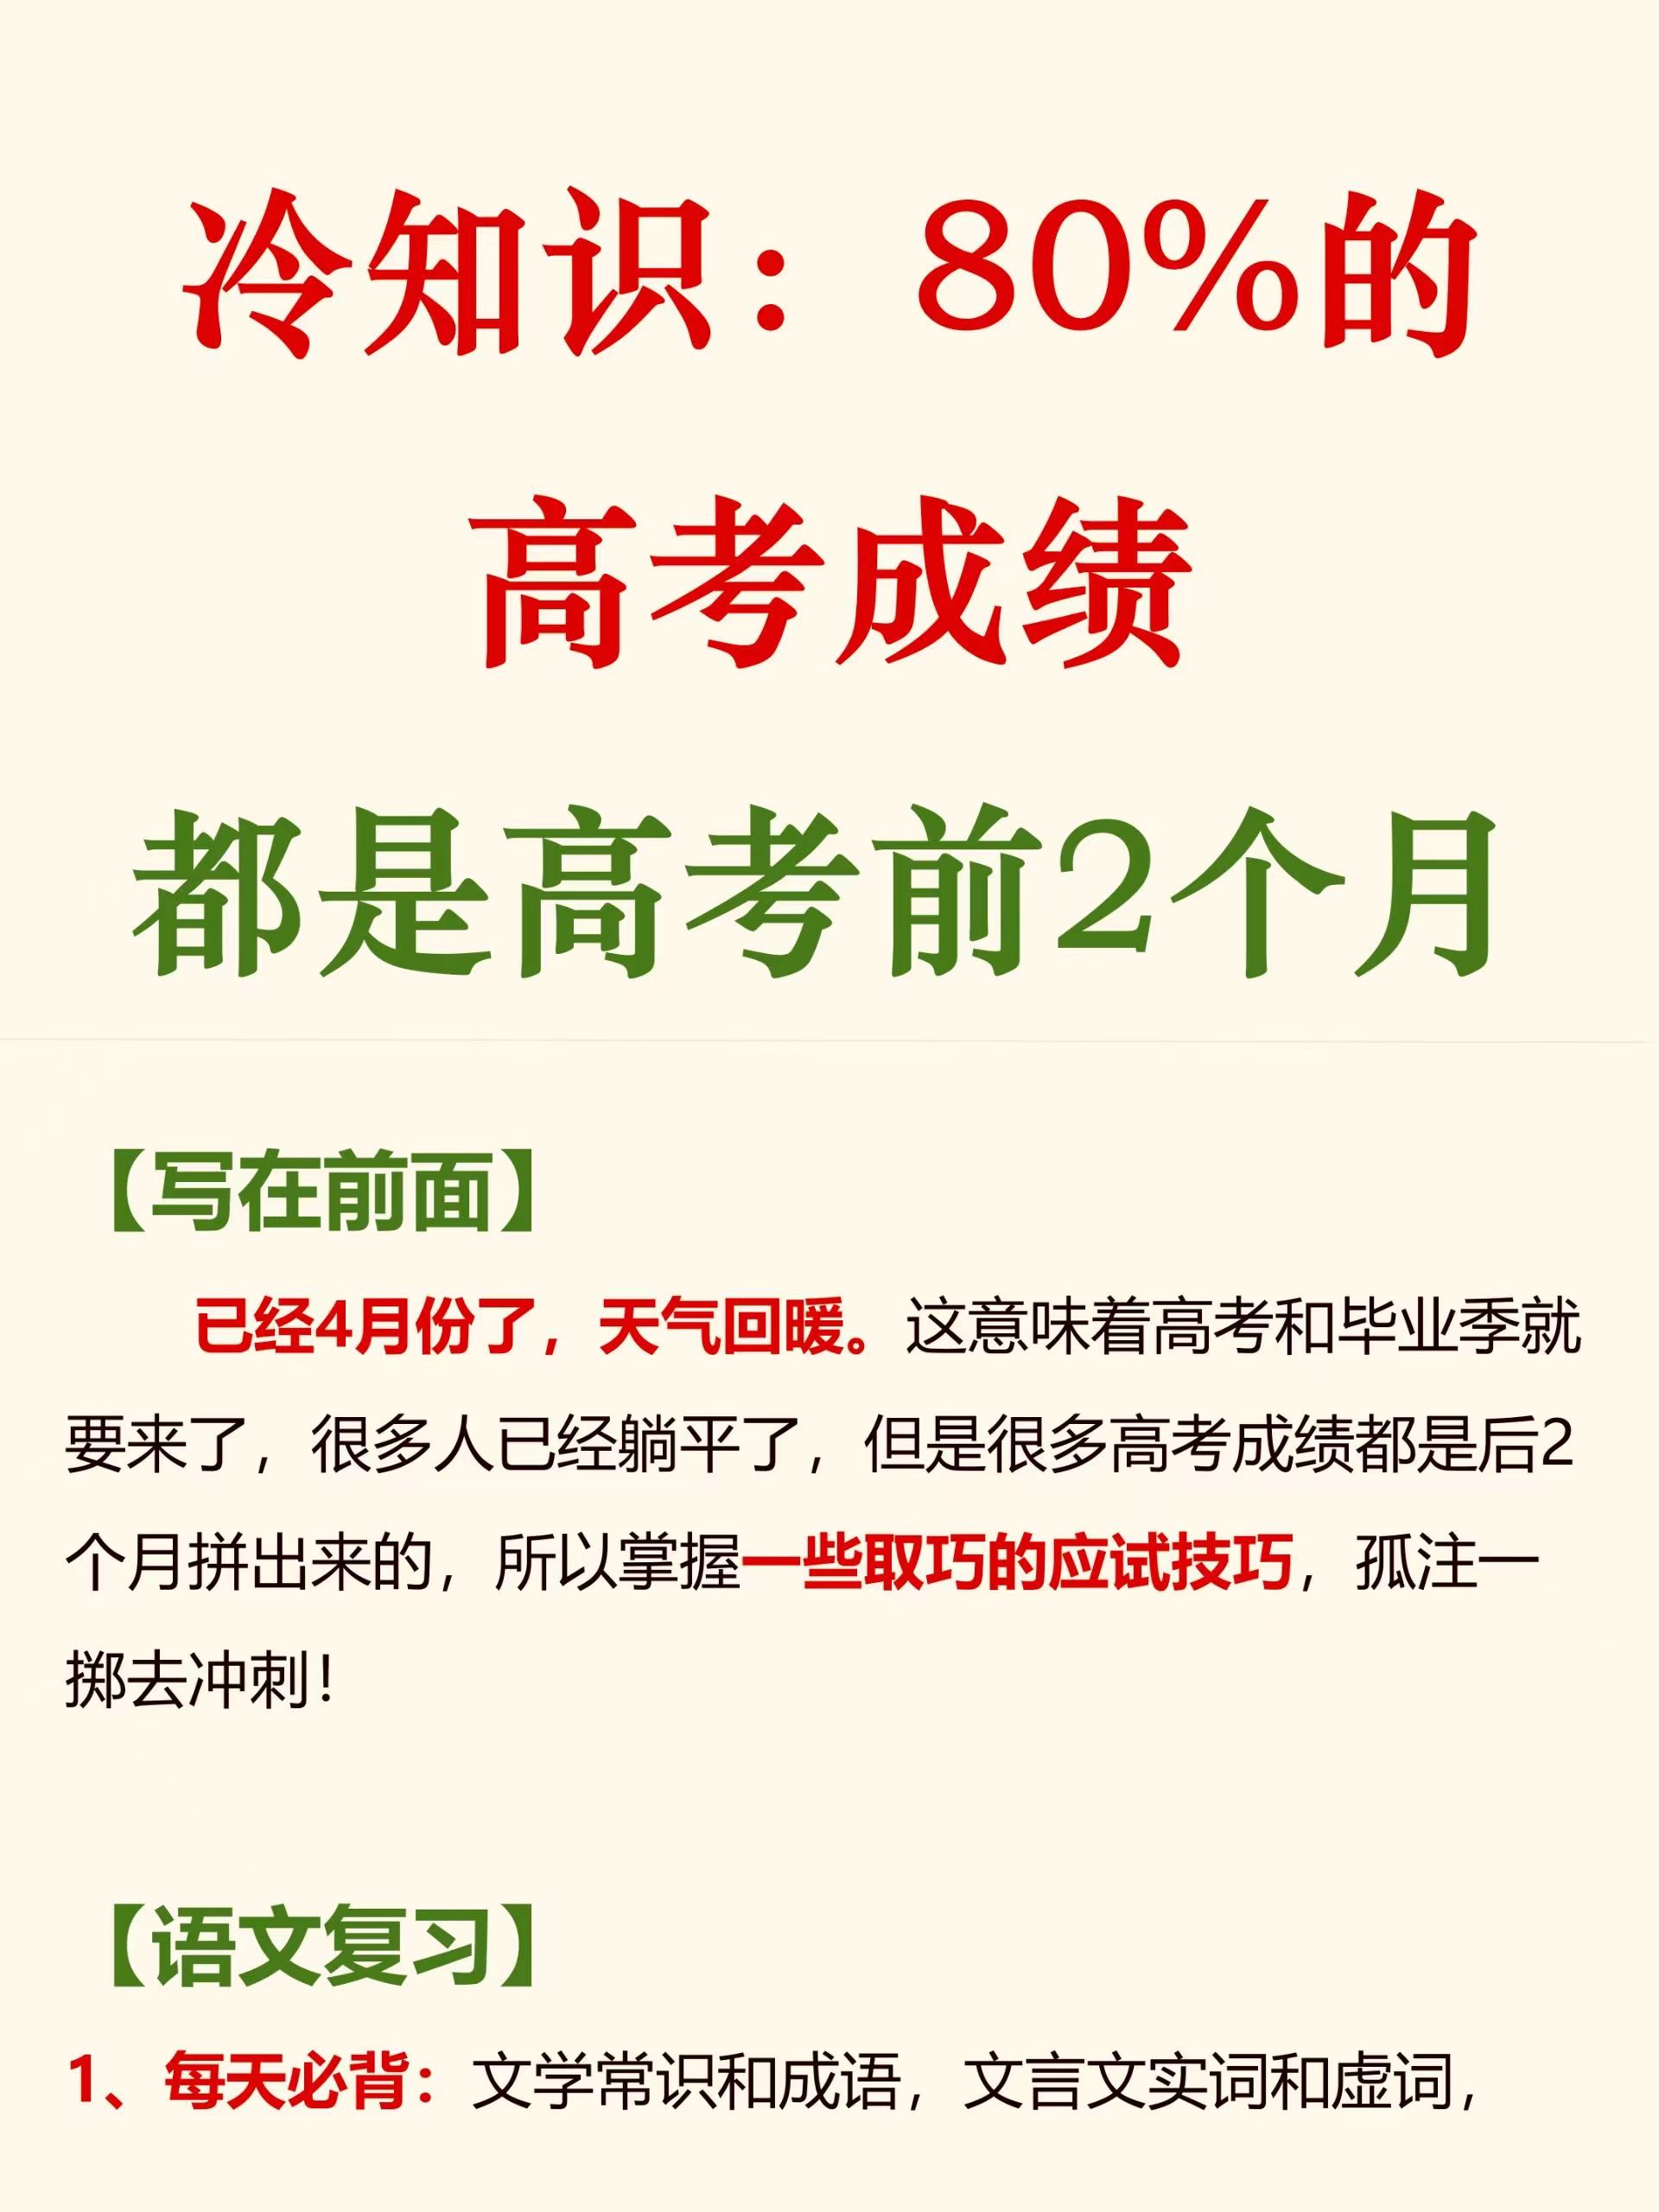 冷知识：80%的
高考成绩
都是高考前2个月
【写在前面】
已经4月份了，天气回暖。这意味着高考和毕业季就
要来了，很多人已经躺平了，但是很多高考成绩都是后2
个月拼出来的，所以掌握一些取巧的应试技巧，孤注一
掷去冲刺！
【语文复习】
1、每天必背：文学常识和成语，文言文实词和虚词，